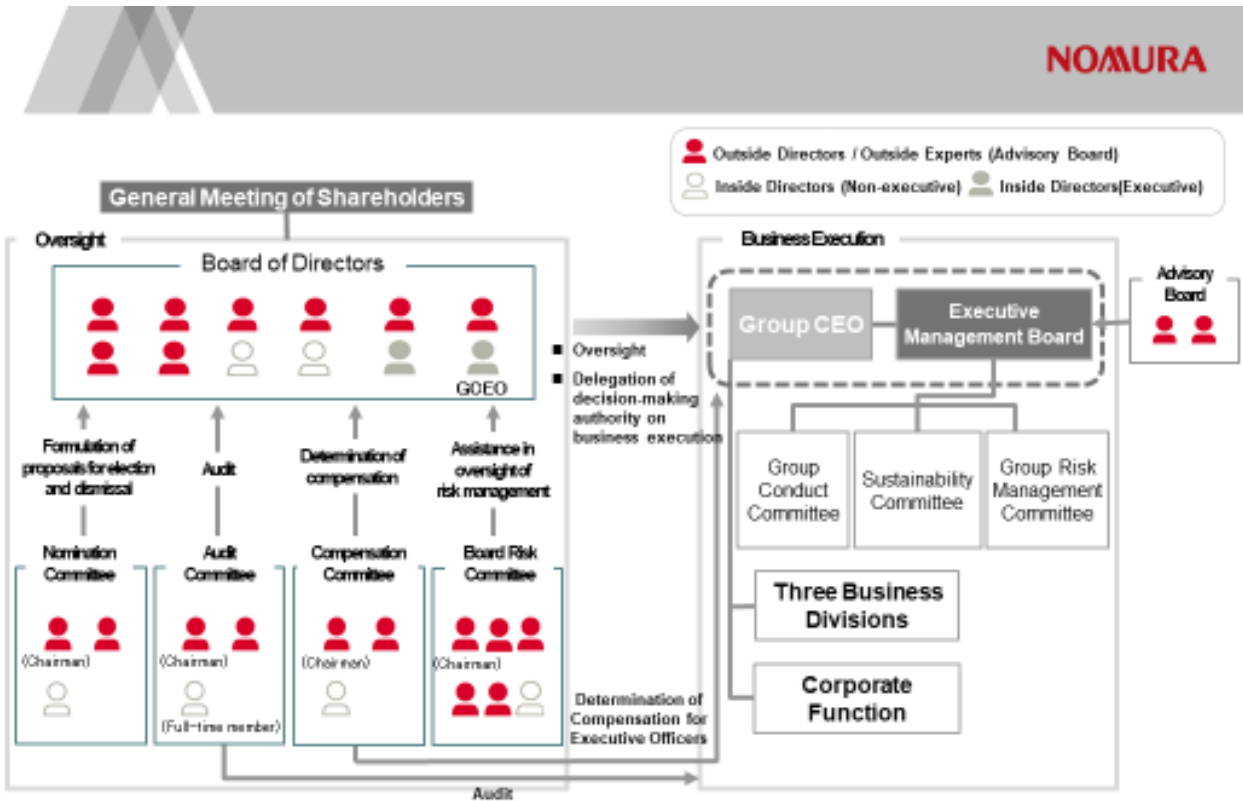 NOMURA
Outside Directors / Outside Experts (Advisory Board)
Inside Directors (Non-executive)
Inside Directors(Executive)
General Meeting of Shareholders
Oversight
Board of Directors
GCEO
Formulation of
proposals for election
and dismissal
Audit
Determination of
compensation
Assistance in
oversight of
risk management
Nomination
Committee
(Chairman)
Audit
Committee
(Chairman)
(Full-time member)
Compensation
Committee
(Chairman)
Board Risk
Committee
(Chairman)
■ Oversight
■ Delegation of
decision-making
authority on
business execution
Determination of
Compensation for
Executive Officers
Audit
Business Execution
Group CEO
Executive
Management Board
Advisory
Board
Group
Conduct
Committee
Sustainability
Committee
Group Risk
Management
Committee
Three Business
Divisions
Corporate
Function